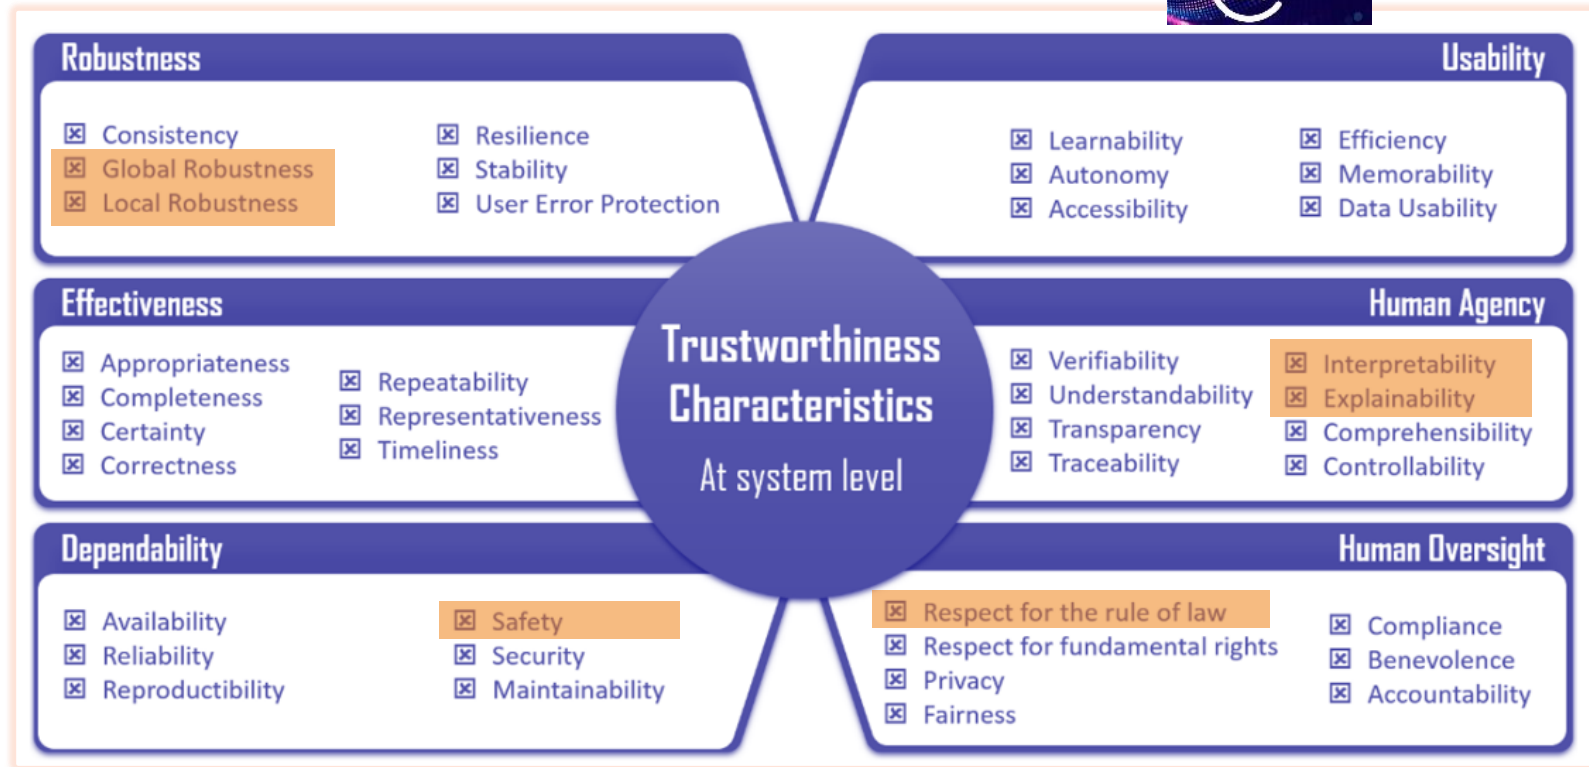 Robustness
Consistency
Global Robustness
Local Robustness
Resilience
Stability
User Error Protection
Usability
Learnability
Autonomy
Accessibility
Efficiency
Memorability
Data Usability
Effectiveness
Appropriateness
Completeness
Certainty
Correctness
Repeatability
Representativeness
Timeliness
Trustworthiness
Characteristics
At system level
Human Agency
Verifiability
Understandability
Transparency
Traceability
Interpretability
Explainability
Comprehensibility
Controllability
Dependability
Availability
Reliability
Reproductibility
Safety
Security
Maintainability
Human Oversight
Respect for the rule of law
Respect for fundamental rights
Privacy
Fairness
Compliance
Benevolence
Accountability